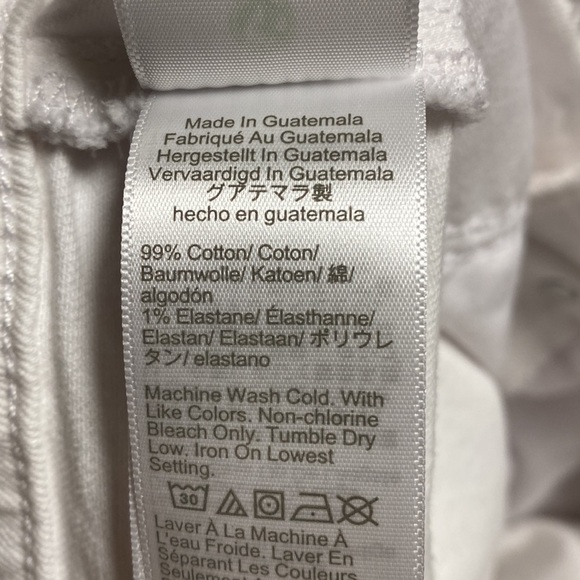 Made In Guatemala
Fabriqué Au Guatemala
Hergestellt In Guatemala
Vervaardigd In Guatemala
グアテマラ製
hecho en guatemala
99% Cotton/ Coton/
Baumwolle/ Katoen/ 綿/
algodón
1% Elastane/ Élasthanne/
Elastan/ Elastaan/ ポリウレ
タン/ elastano
Machine Wash Cold. With
Like Colors. Non-chlorine
Bleach Only. Tumble Dry
Low. Iron On Lowest
Setting.
30
Laver À La Machine À
L'eau Froide. Laver En
Séparant Les Couleurs